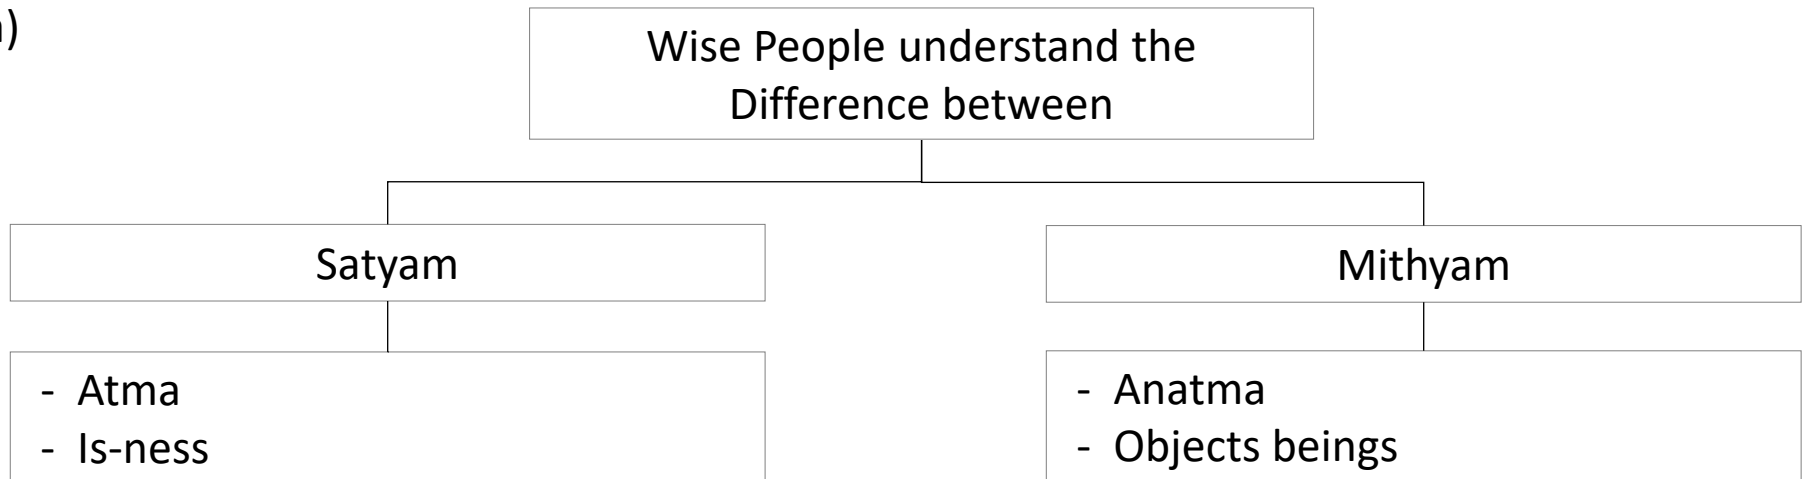 Wise People understand the
Difference between
Satyam
Mithyam
- Atma
- Is-ness
- Anatma
- Objects beings